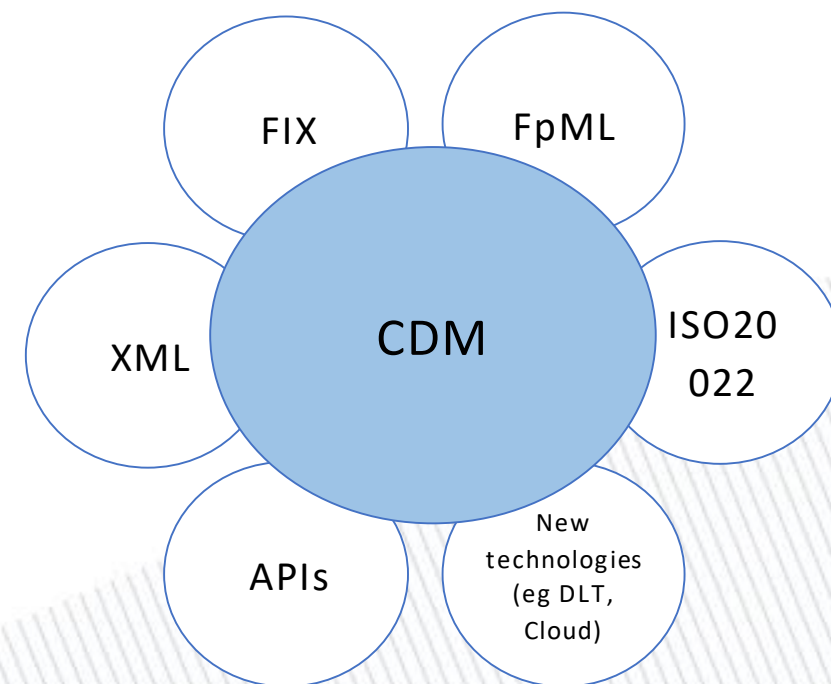 FIX
FpML
CDM
XML
ISO20
022
APIs
New
technologies
(eg DLT,
Cloud)